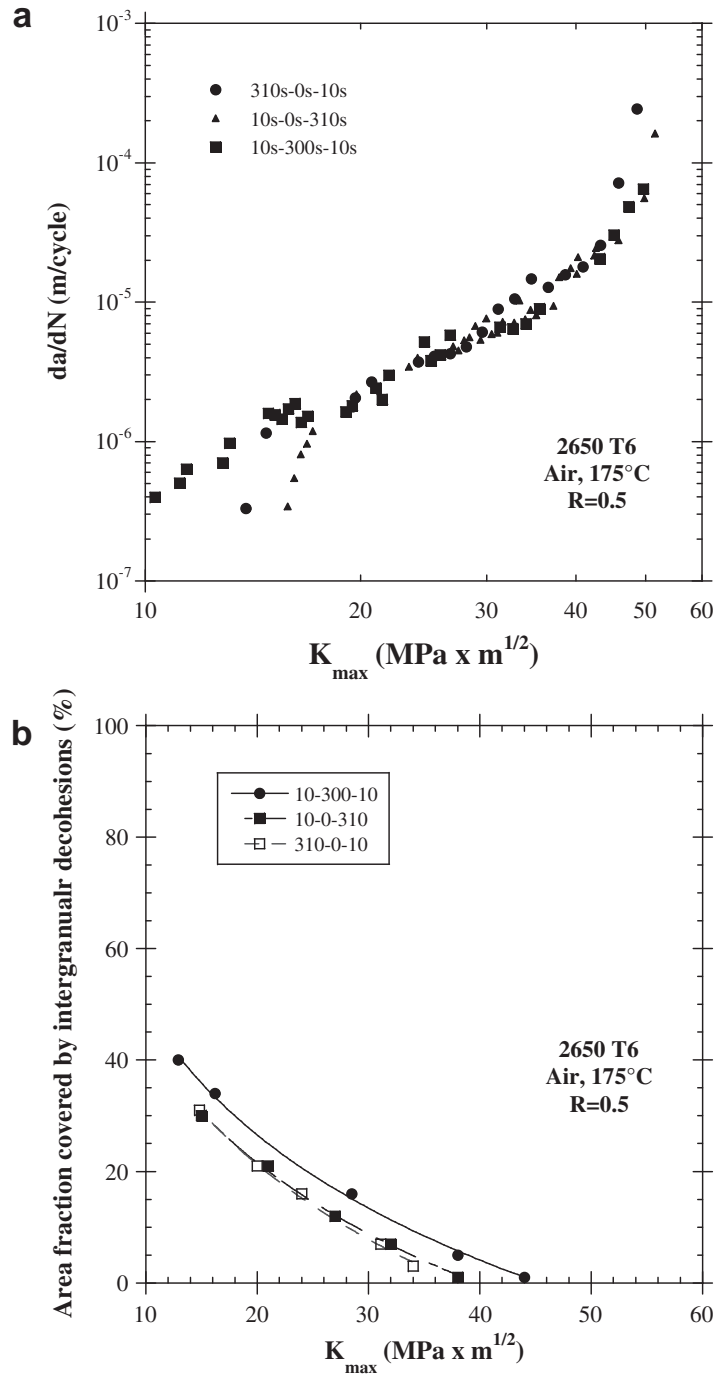 a
10⁻³
10⁻⁴
10⁻⁵
10⁻⁶
10⁻⁷
da/dN (m/cycle)
310s-0s-10s
10s-0s-310s
10s-300s-10s
2650 T6
Air, 175°C
R=0.5
10 20 30 40 50 60
K_max (MPa x m^1/2)
b
100
80
60
40
20
0
Area fraction covered by intergranualr decohesions (%)
10-300-10
10-0-310
310-0-10
2650 T6
Air, 175°C
R=0.5
10 20 30 40 50 60
K_max (MPa x m^1/2)